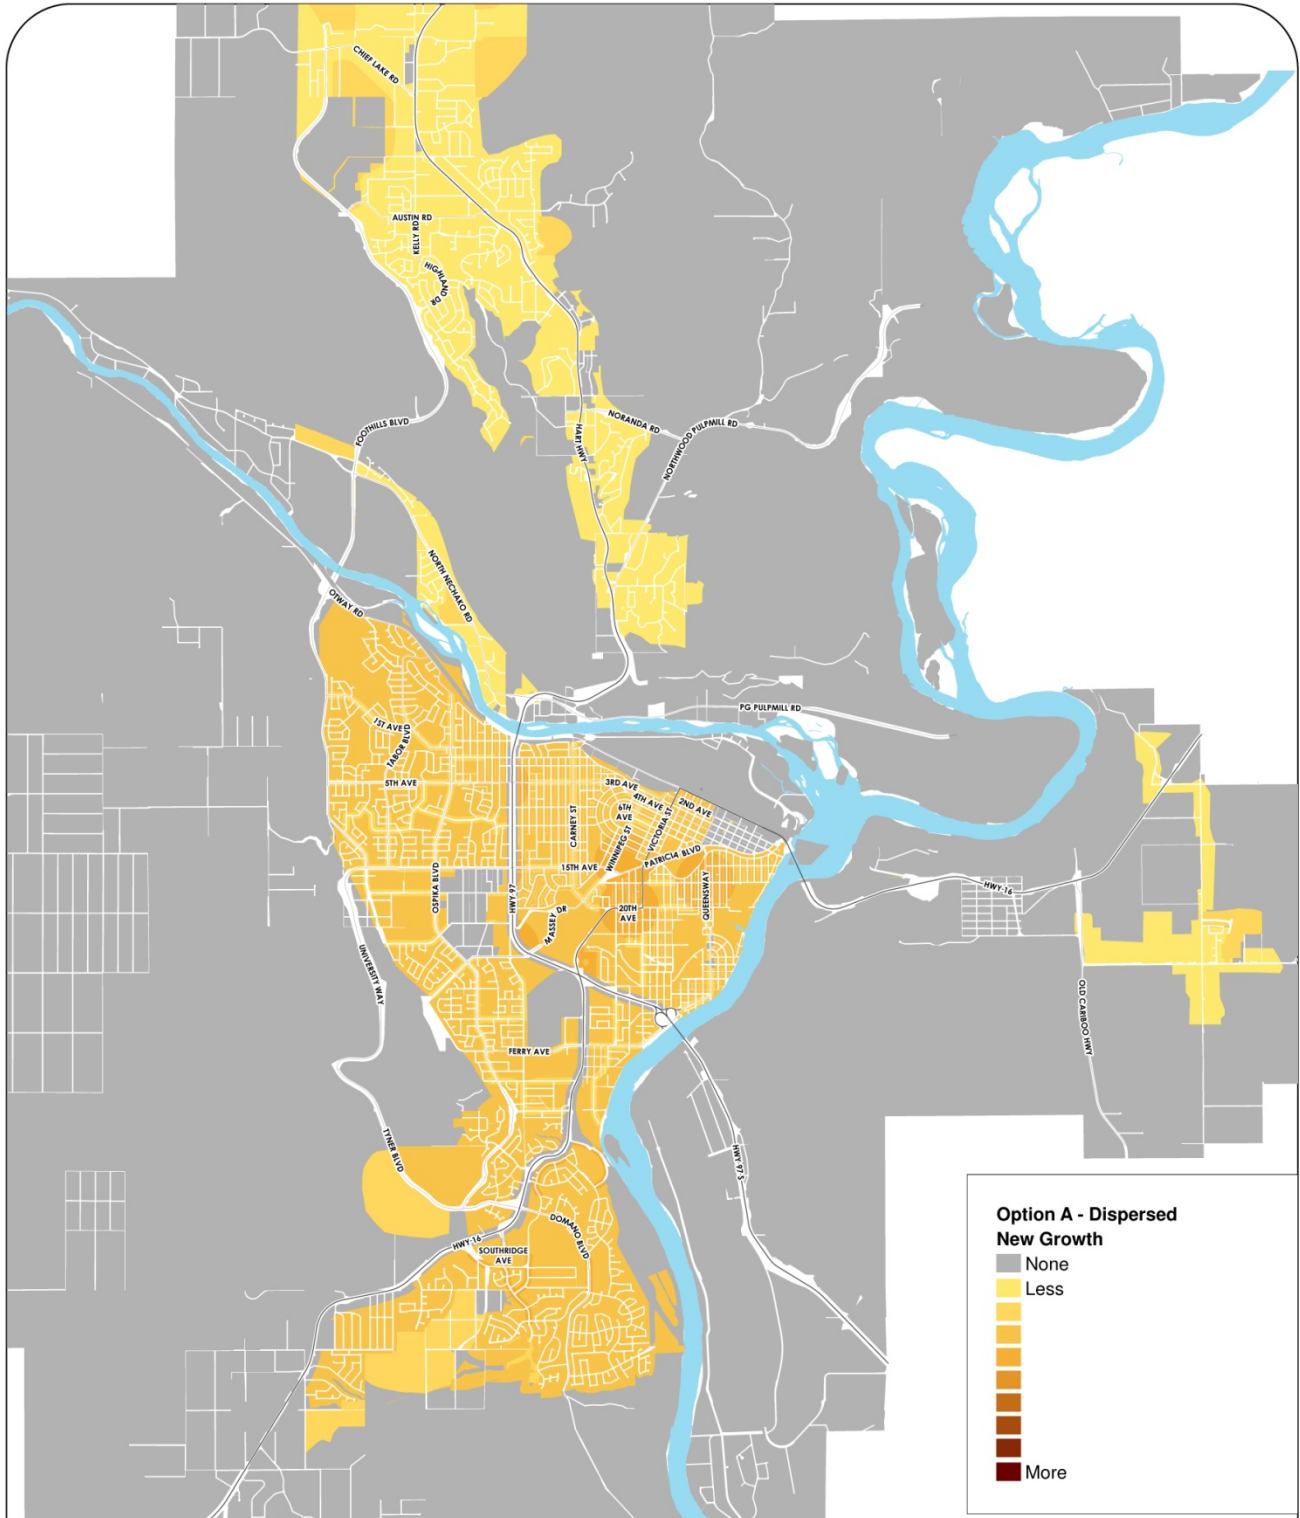 CHIEF LAKE RD
AUSTIN RD
KELLY RD
HIGHLAND DR
FOOTHILLS BLVD
NORANDA RD
NORTHWOOD PULPMILL RD
HART HWY
NORTH NECHAKO RD
OTWAY RD
PG PULPMILL RD
1ST AVE
TABOR BLVD
5TH AVE
3RD AVE
4TH AVE
2ND AVE
6TH
AVE
CARNEY ST
WINNIPEG ST
VICTORIA ST
15TH AVE
PATRICIA BLVD
OSPIKA BLVD
HWY-97
QUEENSWAY
20TH
AVE
MASSEY DR
HWY-16
UNIVERSITY WAY
OLD CARIBOO HWY
FERRY AVE
TYNER BLVD
HWY 97 S
DOMANO BLVD
HWY-16
SOUTHRIDGE
AVE
Option A - Dispersed
New Growth
None
Less
More